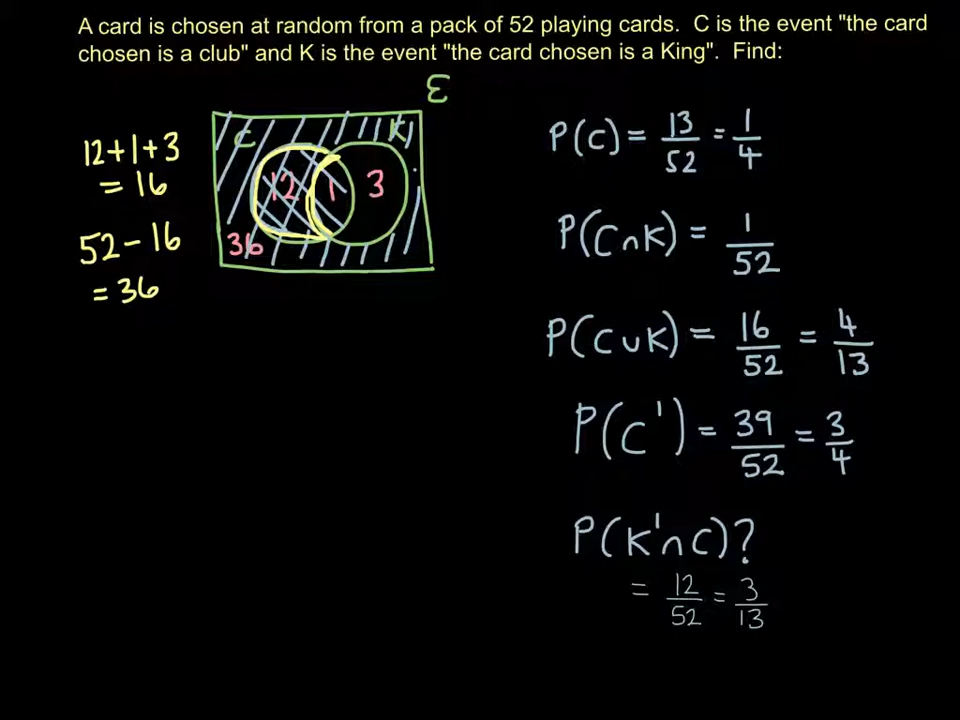 A card is chosen at random from a pack of 52 playing cards. C is the event "the card
chosen is a club" and K is the event "the card chosen is a King". Find:
ε
C
K
12+1+3
= 16
52 − 16
= 36
12 1 3
36
P(C) = 13/52 = 1/4
P(C∩K) = 1/52
P(C∪K) = 16/52 = 4/13
P(C') = 39/52 = 3/4
P(K'∩C)?
= 12/52 = 3/13